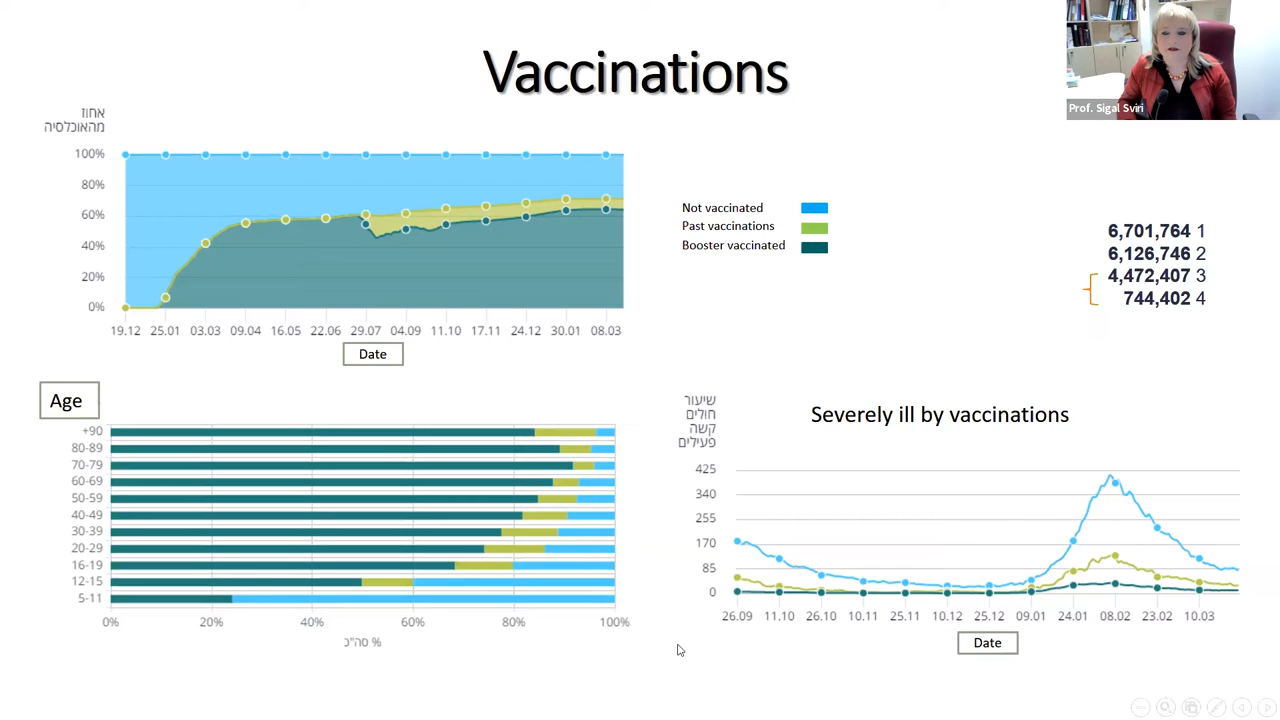 Vaccinations
Prof. Sigal Sviri
אחוז
מהאוכלסיה
100%
80%
60%
40%
20%
0%
19.12 25.01 03.03 09.04 16.05 22.06 29.07 04.09 11.10 17.11 24.12 30.01 08.03
Date
Not vaccinated
Past vaccinations
Booster vaccinated
6,701,764 1
6,126,746 2
4,472,407 3
744,402 4
Age
+90
80-89
70-79
60-69
50-59
40-49
30-39
20-29
16-19
12-15
5-11
0% 20% 40% 60% 80% 100%
% סה"כ
שיעור
חולים
קשה
פעילים
Severely ill by vaccinations
425
340
255
170
85
0
26.09 11.10 26.10 10.11 25.11 10.12 25.12 09.01 24.01 08.02 23.02 10.03
Date